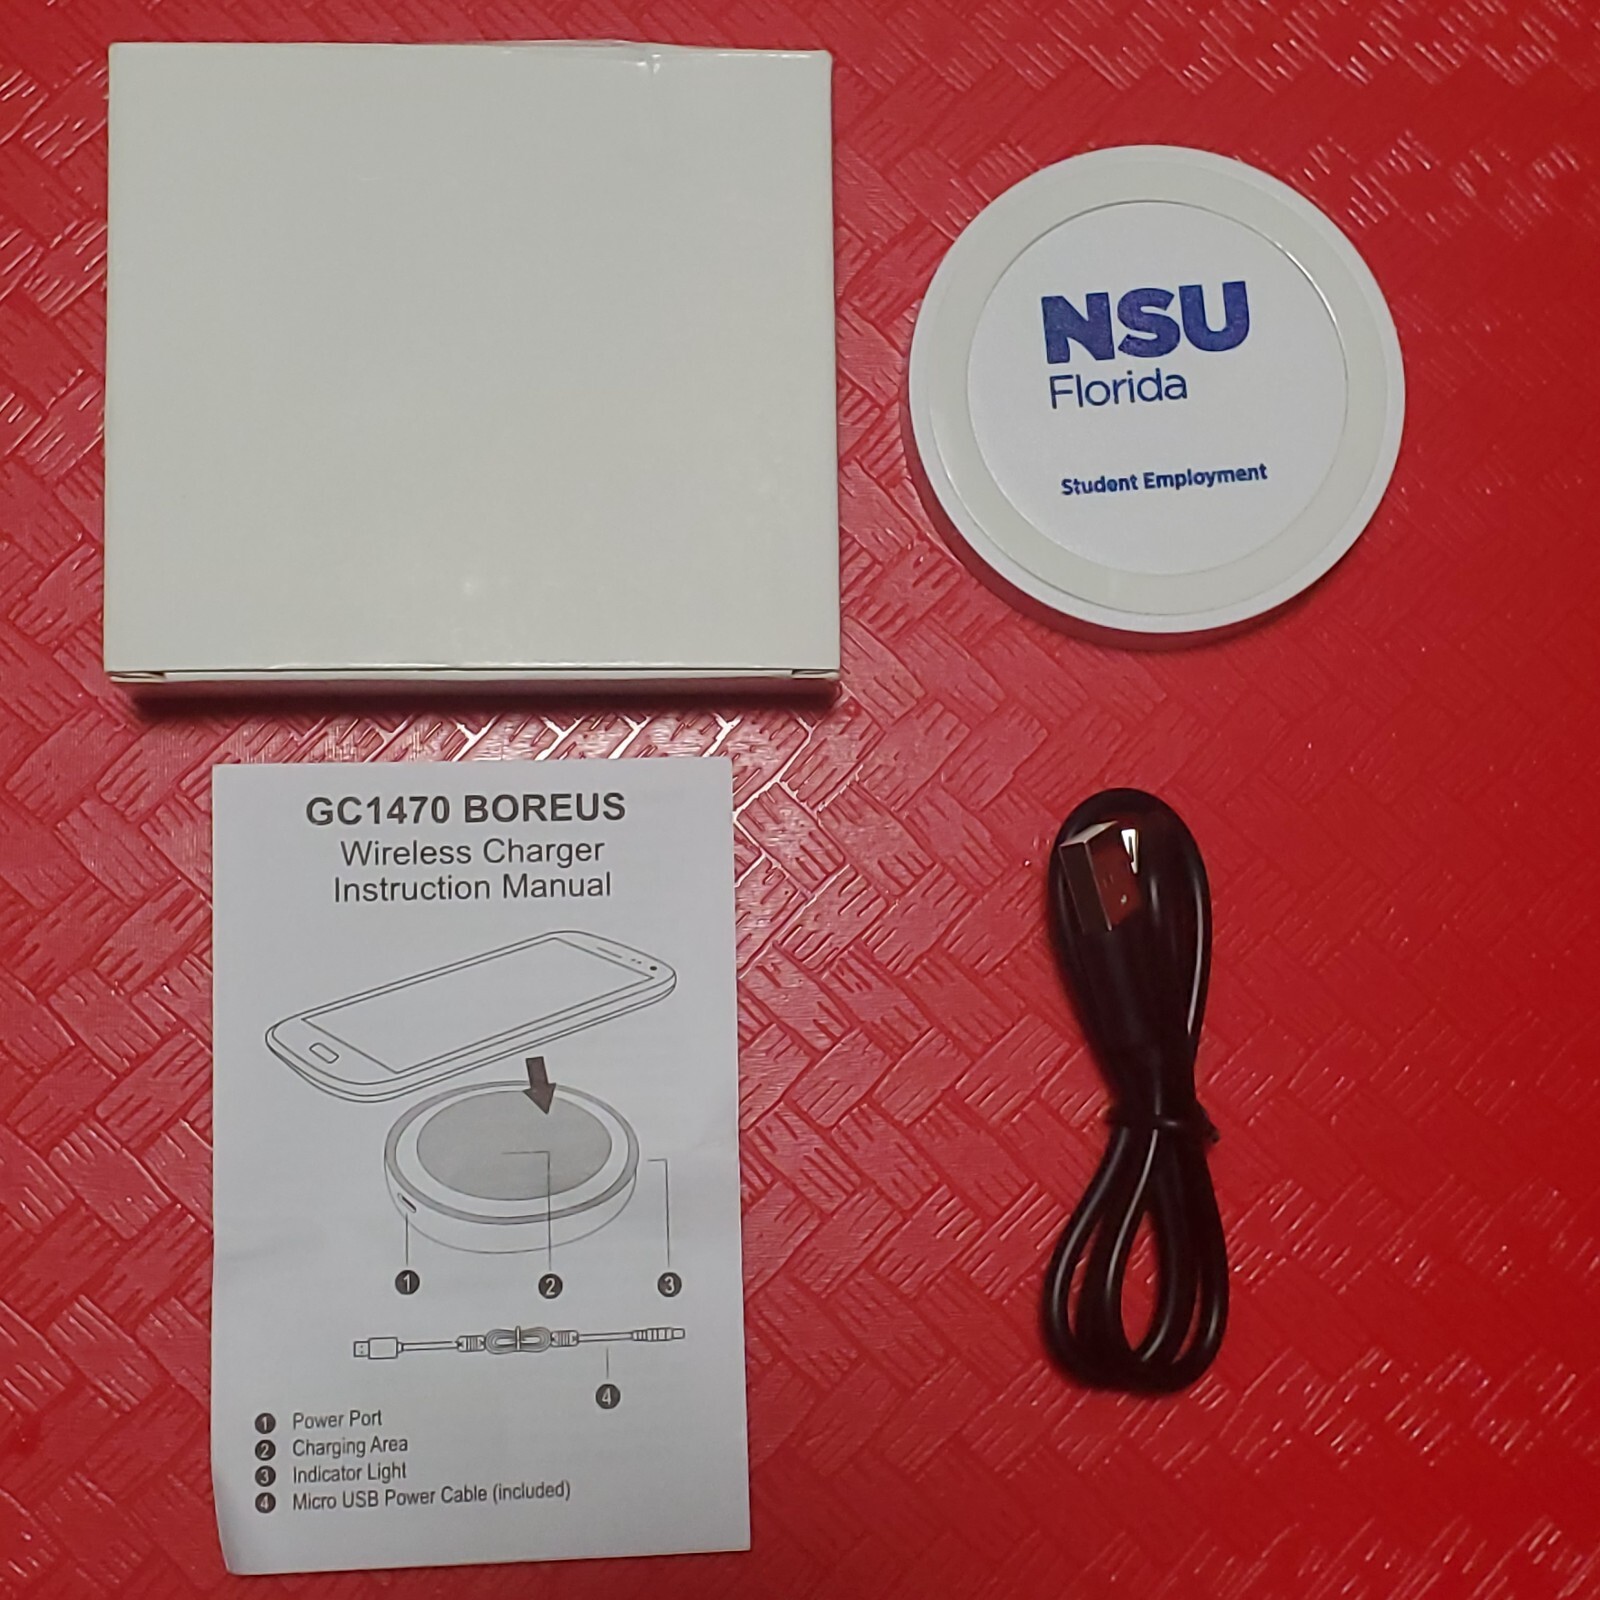 NSU
Florida
Student Employment
GC1470 BOREUS
Wireless Charger
Instruction Manual
1
2
3
4
1 Power Port
2 Charging Area
3 Indicator Light
4 Micro USB Power Cable (included)